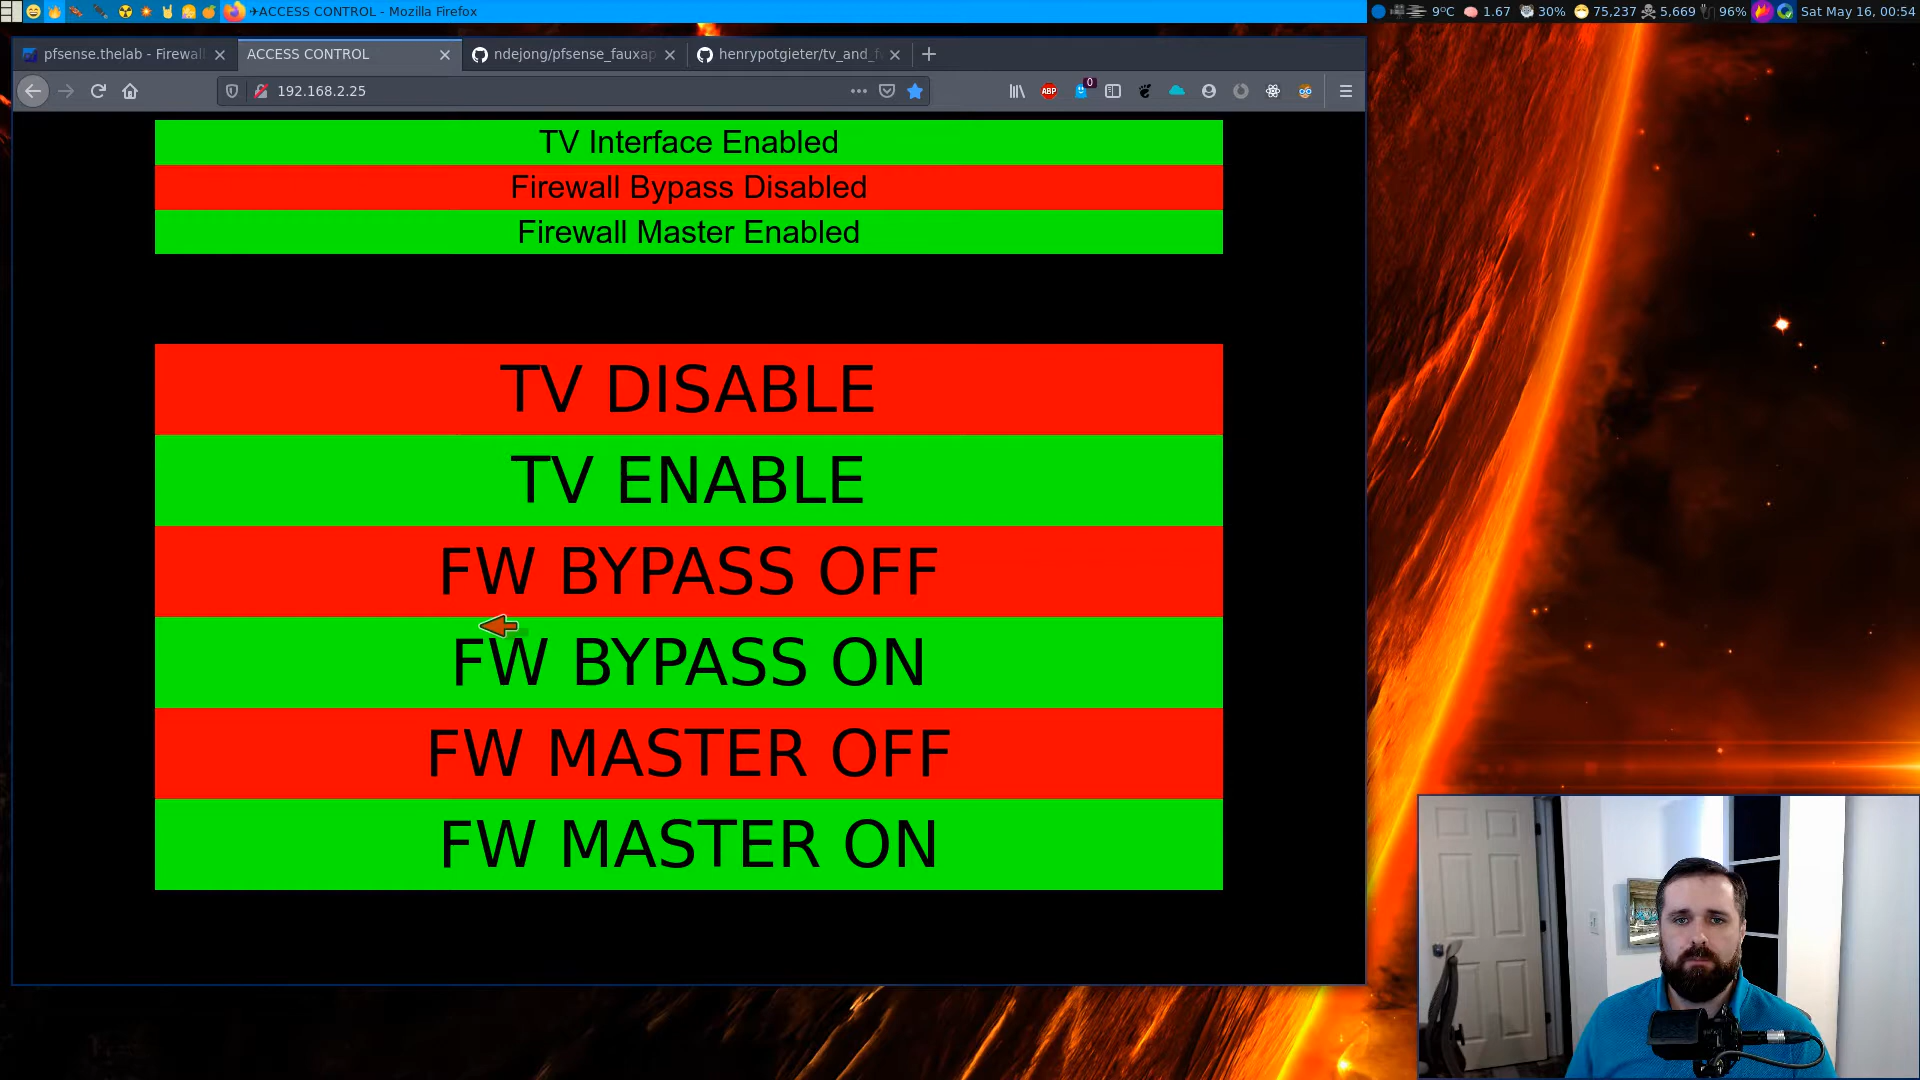 ACCESS CONTROL - Mozilla Firefox
9°C 1.67 30% 75,237 5,669 96% Sat May 16, 00:54
pfsense.thelab - Firewall
ACCESS CONTROL
ndejong/pfsense_fauxap
henrypotgieter/tv_and_f
192.168.2.25
ABP
0
TV Interface Enabled
Firewall Bypass Disabled
Firewall Master Enabled
TV DISABLE
TV ENABLE
FW BYPASS OFF
FW BYPASS ON
FW MASTER OFF
FW MASTER ON